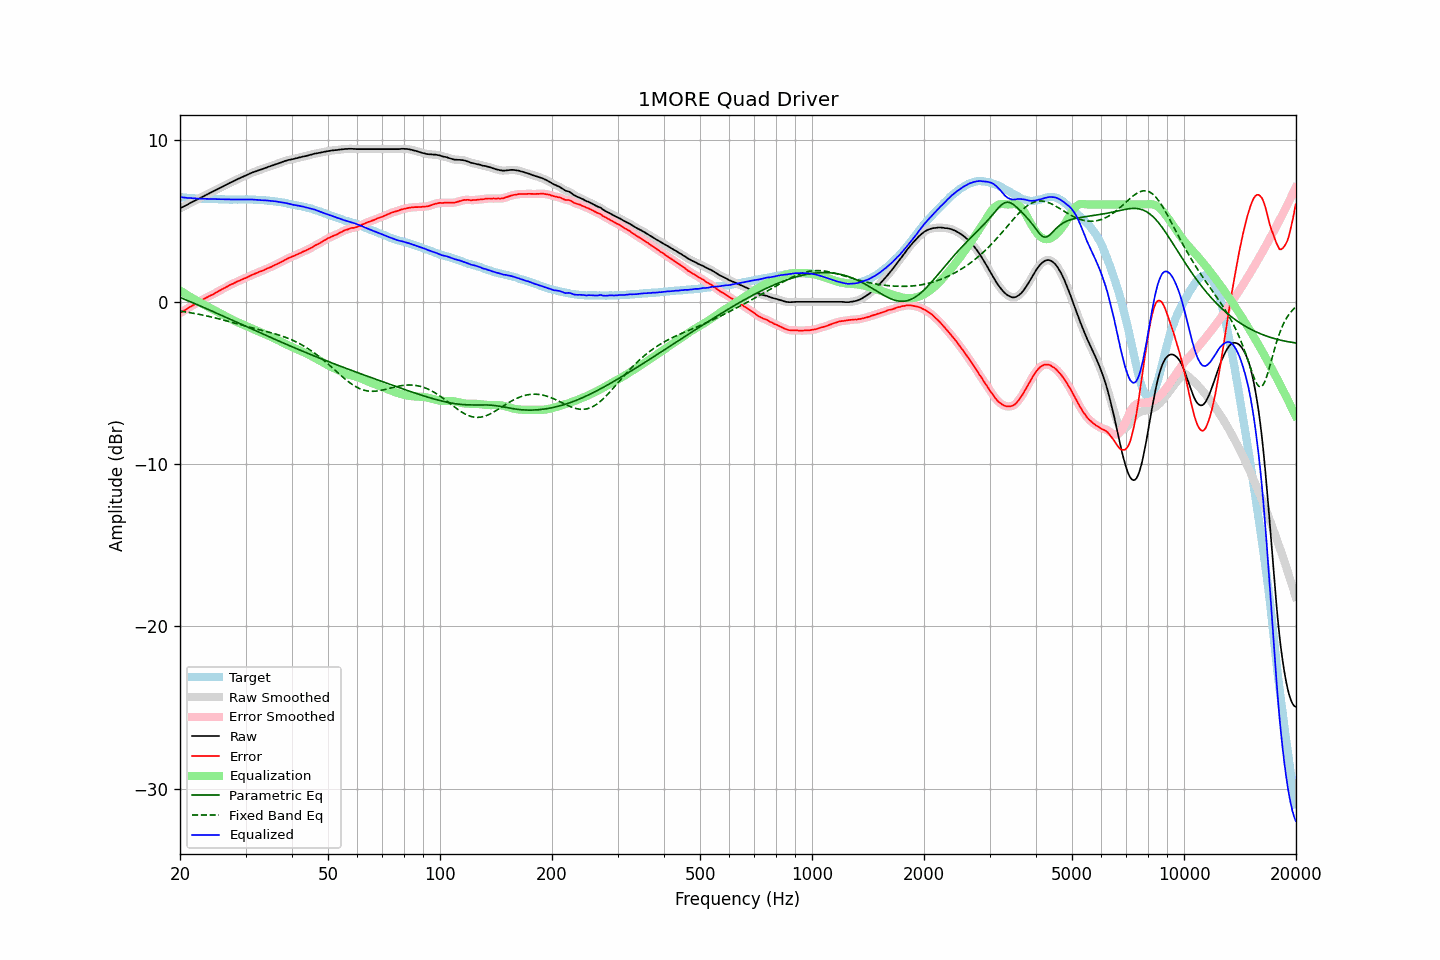 1MORE Quad Driver
Amplitude (dBr)
10
0
−10
−20
−30
Target
Raw Smoothed
Error Smoothed
Raw
Error
Equalization
Parametric Eq
Fixed Band Eq
Equalized
20 50 100 200 500 1000 2000 5000 10000 20000
Frequency (Hz)